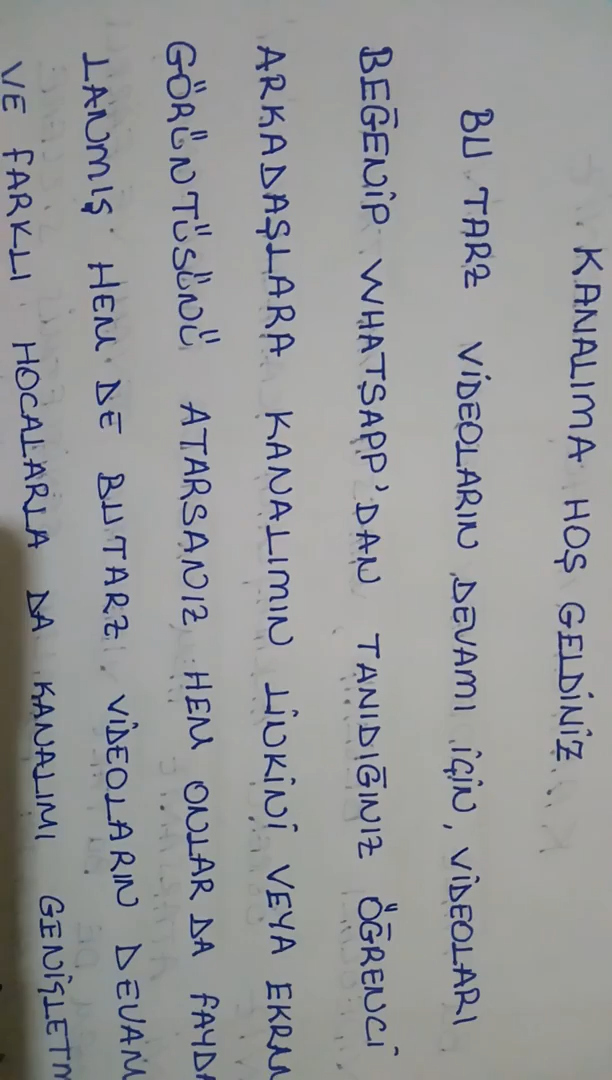 KANALIMA HOŞ GELDİNİZ
BU TARZ VİDEOLARIN DEVAMI İÇİN, VİDEOLARI
BEĞENİP WHATSAPP'DAN TANIDIĞINIZ ÖĞRENCİ
ARKADAŞLARA KANALIMIN LİNKİNİ VEYA EKRAN
GÖRÜNTÜSÜNÜ ATARSANIZ HEM ONLAR DA FAYDA
LANMIŞ HEM DE BU TARZ VİDEOLARIN DEVAM
VE FARKLI HOCALARLA DA KANALIMI GENİŞLETM